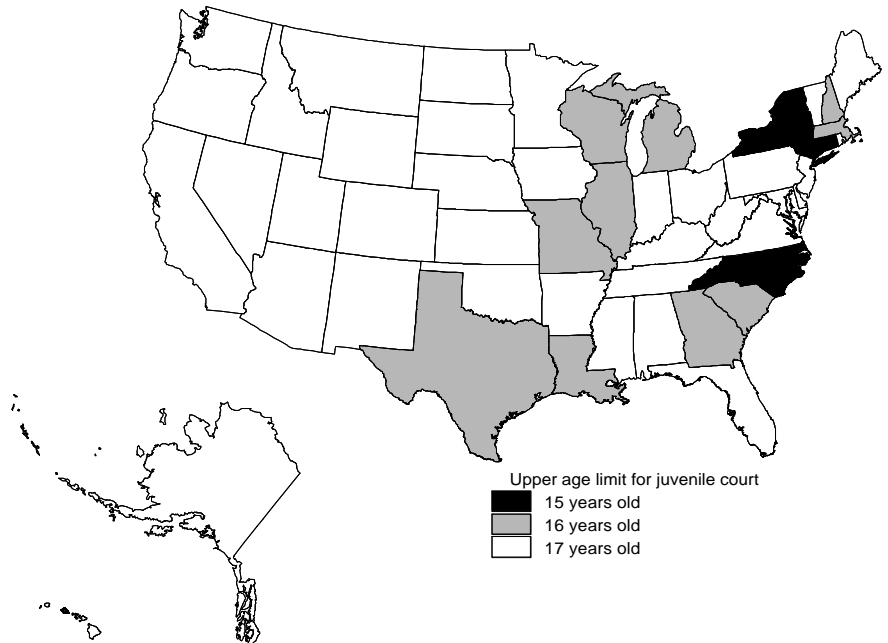 Upper age limit for juvenile court
15 years old
16 years old
17 years old